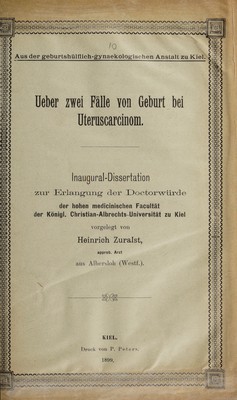 10
Aus der geburtshülflich-gynaekologischen Anstalt zu Kiel.
Ueber zwei Fälle von Geburt bei
Uteruscarcinom.
Inaugural-Dissertation
zur Erlangung der Doctorwürde
der hohen medicinischen Facultät
der Königl. Christian-Albrechts-Universität zu Kiel
vorgelegt von
Heinrich Zuralst,
approb. Arzt
aus Albersloh (Westf.).
KIEL.
Druck von P. Peters.
1898.